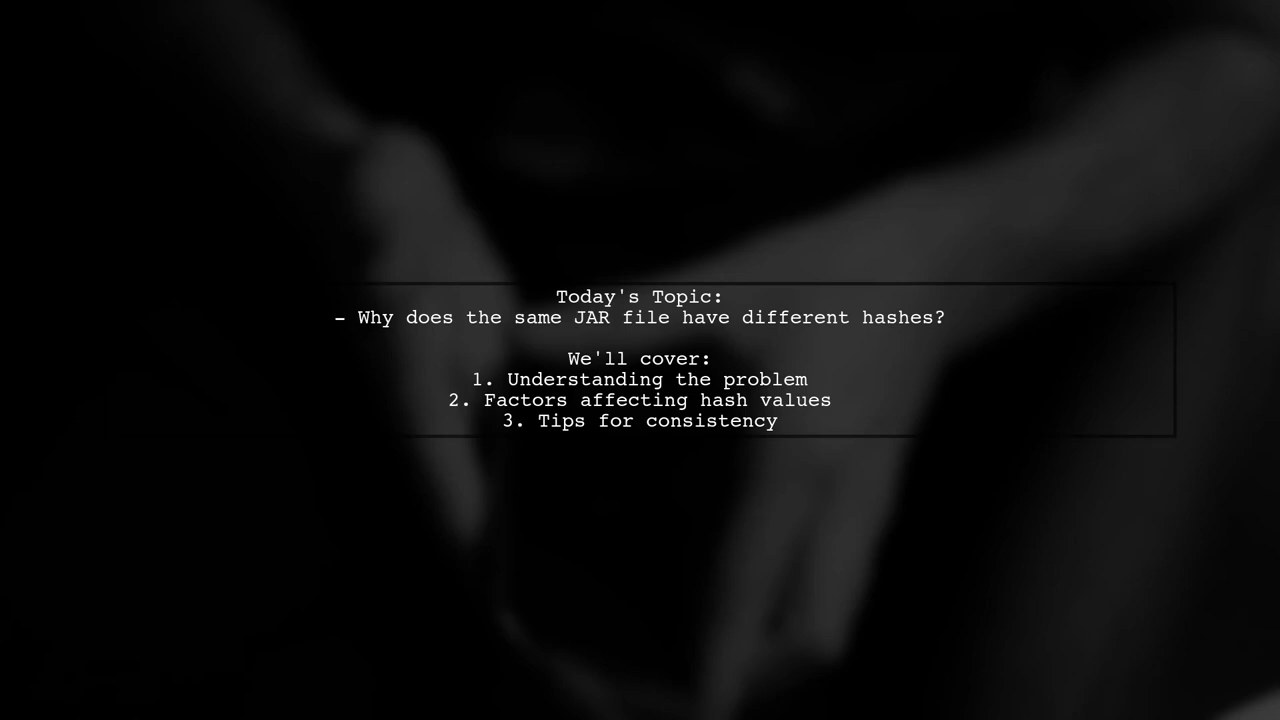 Today's Topic:
- Why does the same JAR file have different hashes?
We'll cover:
1. Understanding the problem
2. Factors affecting hash values
3. Tips for consistency